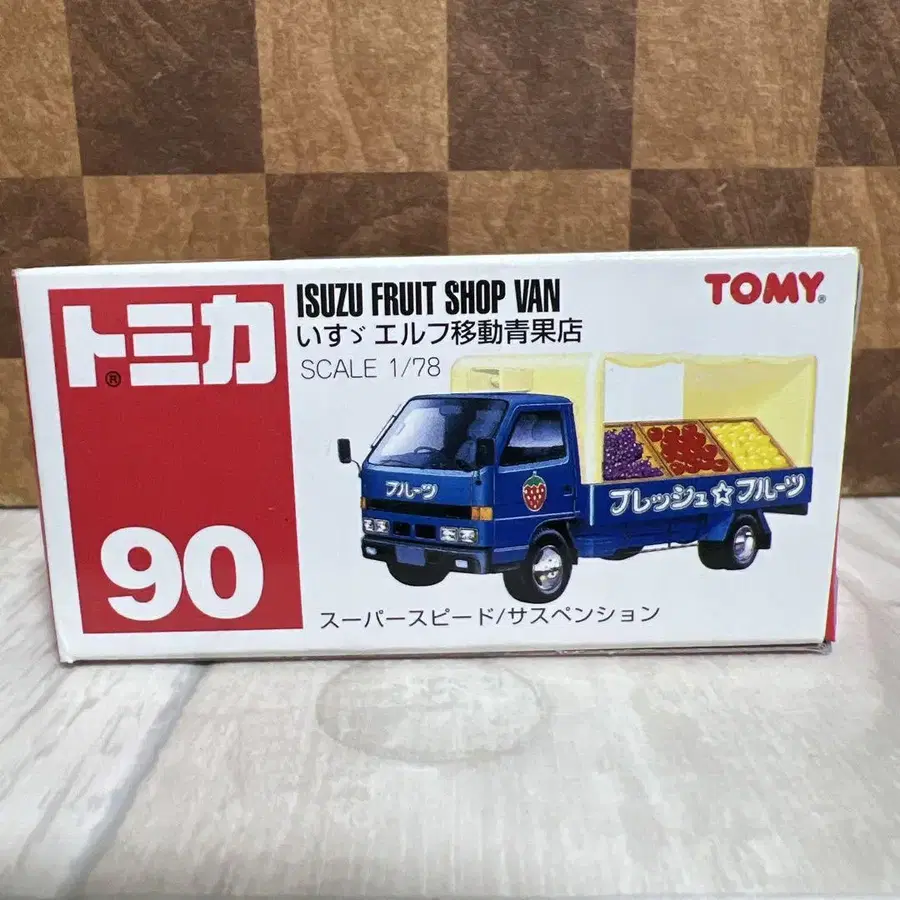 トミカ®
90
ISUZU FRUIT SHOP VAN
いすゞ エルフ移動青果店
SCALE 1/78
TOMY®
フルーツ
フレッシュ☆フルーツ
スーパースピード/サスペンション